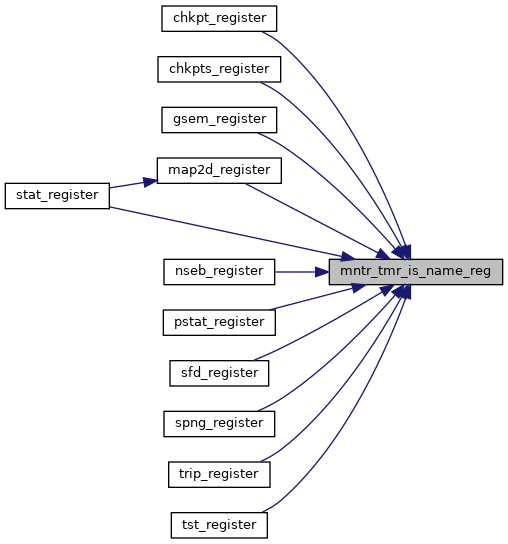 chkpt_register
chkpts_register
gsem_register
map2d_register
stat_register
mntr_tmr_is_name_reg
nseb_register
pstat_register
sfd_register
spng_register
trip_register
tst_register